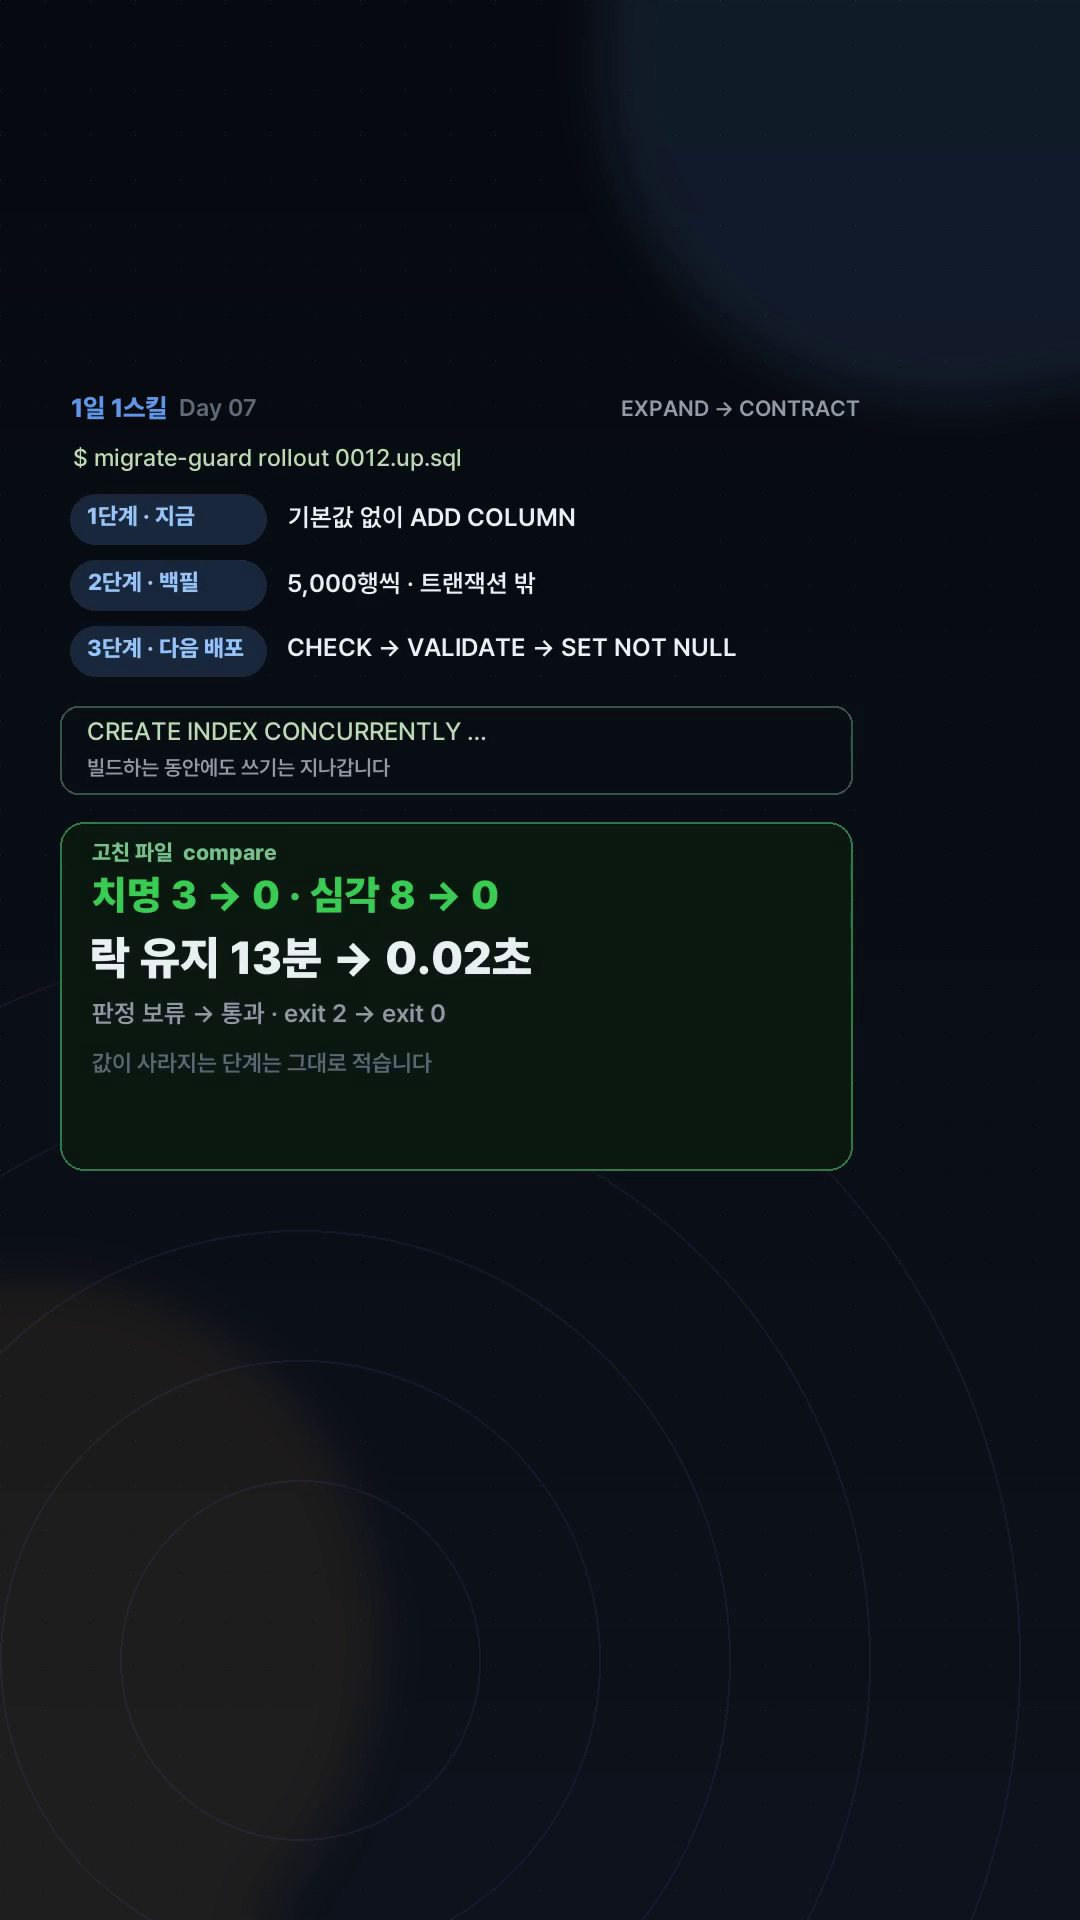 1일 1스킬 Day 07 EXPAND → CONTRACT
$ migrate-guard rollout 0012.up.sql
1단계 · 지금 기본값 없이 ADD COLUMN
2단계 · 백필 5,000행씩 · 트랜잭션 밖
3단계 · 다음 배포 CHECK → VALIDATE → SET NOT NULL
CREATE INDEX CONCURRENTLY ...
빌드하는 동안에도 쓰기는 지나갑니다
고친 파일 compare
치명 3 → 0 · 심각 8 → 0
락 유지 13분 → 0.02초
판정 보류 → 통과 · exit 2 → exit 0
값이 사라지는 단계는 그대로 적습니다